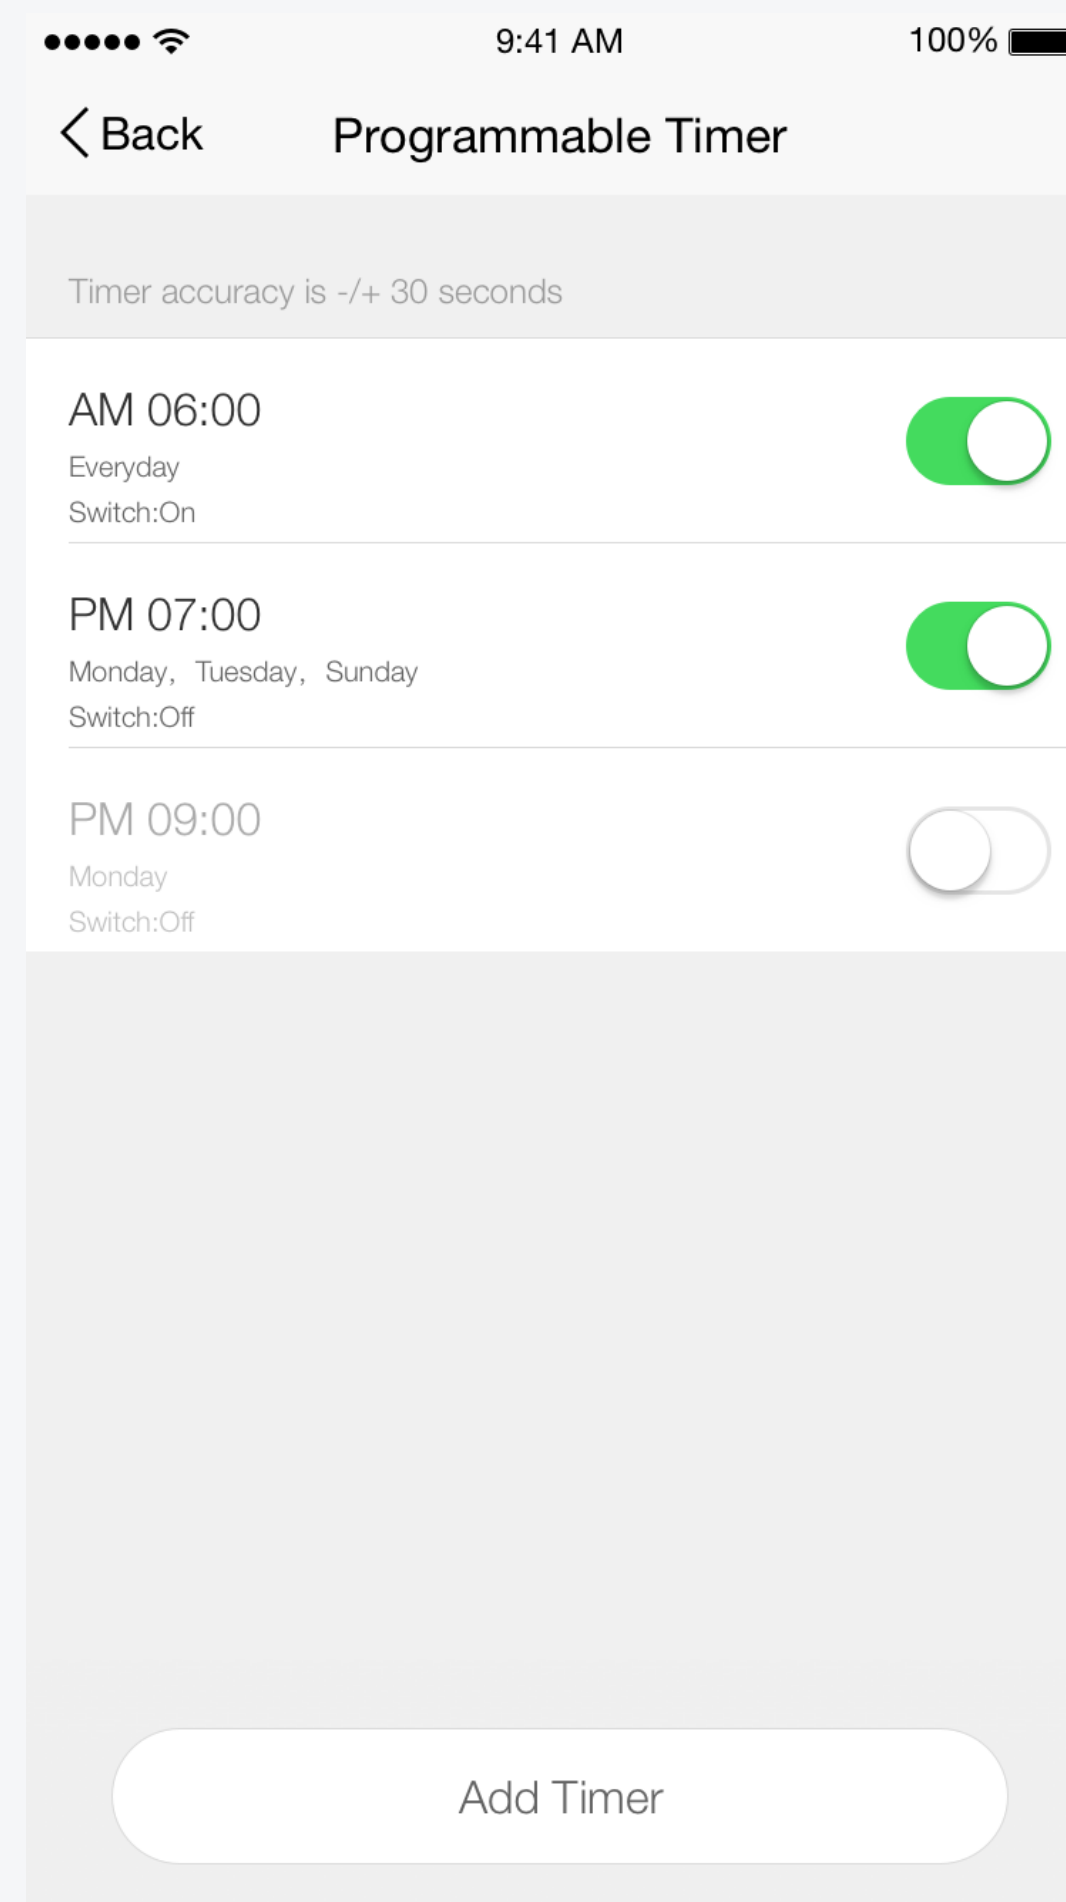 9:41 AM 100%
Back Programmable Timer
Timer accuracy is -/+ 30 seconds
AM 06:00
Everyday
Switch:On
PM 07:00
Monday, Tuesday, Sunday
Switch:Off
PM 09:00
Monday
Switch:Off
Add Timer